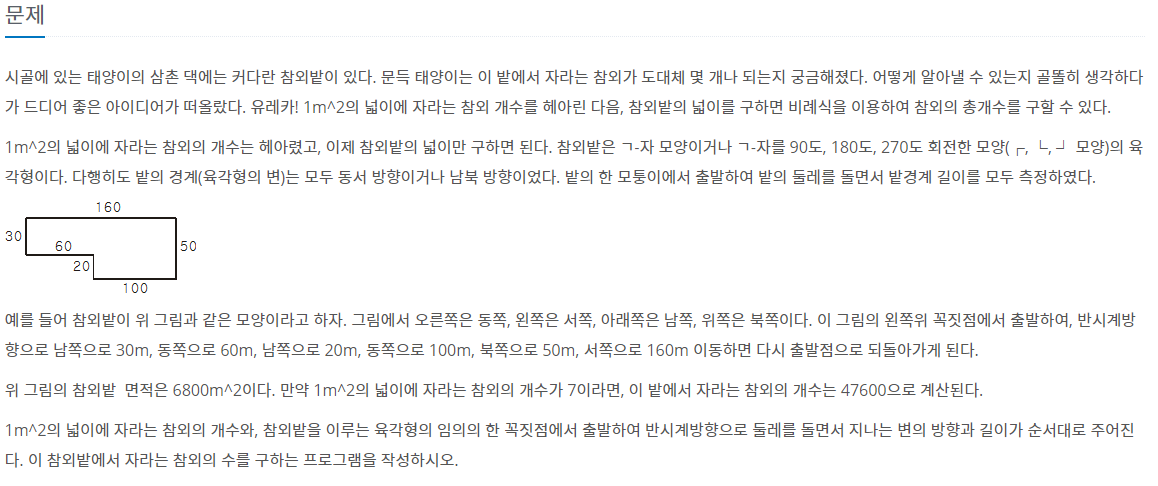 문제
시골에 있는 태양이의 삼촌 댁에는 커다란 참외밭이 있다. 문득 태양이는 이 밭에서 자라는 참외가 도대체 몇 개나 되는지 궁금해졌다. 어떻게 알아낼 수 있는지 골똘히 생각하다
가 드디어 좋은 아이디어가 떠올랐다. 유레카! 1m^2의 넓이에 자라는 참외 개수를 헤아린 다음, 참외밭의 넓이를 구하면 비례식을 이용하여 참외의 총개수를 구할 수 있다.
1m^2의 넓이에 자라는 참외의 개수는 헤아렸고, 이제 참외밭의 넓이만 구하면 된다. 참외밭은 ㄱ-자 모양이거나 ㄱ-자를 90도, 180도, 270도 회전한 모양(┏, ┗, ┛ 모양)의 육
각형이다. 다행히도 밭의 경계(육각형의 변)는 모두 동서 방향이거나 남북 방향이었다. 밭의 한 모퉁이에서 출발하여 밭의 둘레를 돌면서 밭경계 길이를 모두 측정하였다.
160
30
60
50
20
100
예를 들어 참외밭이 위 그림과 같은 모양이라고 하자. 그림에서 오른쪽은 동쪽, 왼쪽은 서쪽, 아래쪽은 남쪽, 위쪽은 북쪽이다. 이 그림의 왼쪽위 꼭짓점에서 출발하여, 반시계방
향으로 남쪽으로 30m, 동쪽으로 60m, 남쪽으로 20m, 동쪽으로 100m, 북쪽으로 50m, 서쪽으로 160m 이동하면 다시 출발점으로 되돌아가게 된다.
위 그림의 참외밭 면적은 6800m^2이다. 만약 1m^2의 넓이에 자라는 참외의 개수가 7이라면, 이 밭에서 자라는 참외의 개수는 47600으로 계산된다.
1m^2의 넓이에 자라는 참외의 개수와, 참외밭을 이루는 육각형의 임의의 한 꼭짓점에서 출발하여 반시계방향으로 둘레를 돌면서 지나는 변의 방향과 길이가 순서대로 주어진
다. 이 참외밭에서 자라는 참외의 수를 구하는 프로그램을 작성하시오.